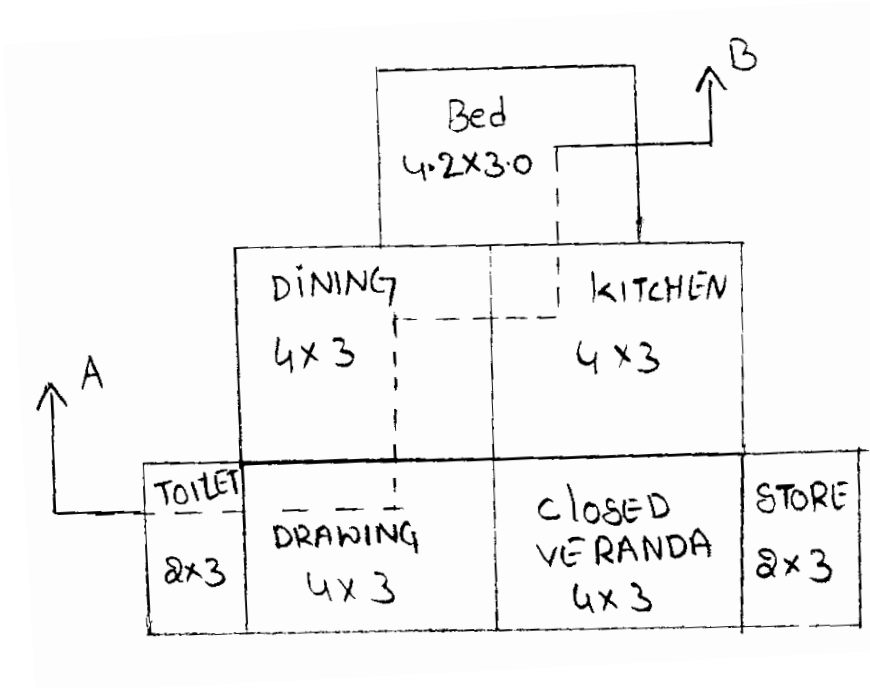 B
Bed
4.2x3.0
DiNING
4x3
KITCHEN
4x3
A
TOILET
2x3
DRAWING
4x3
ClOSED
VERANDA
4x3
STORE
2x3